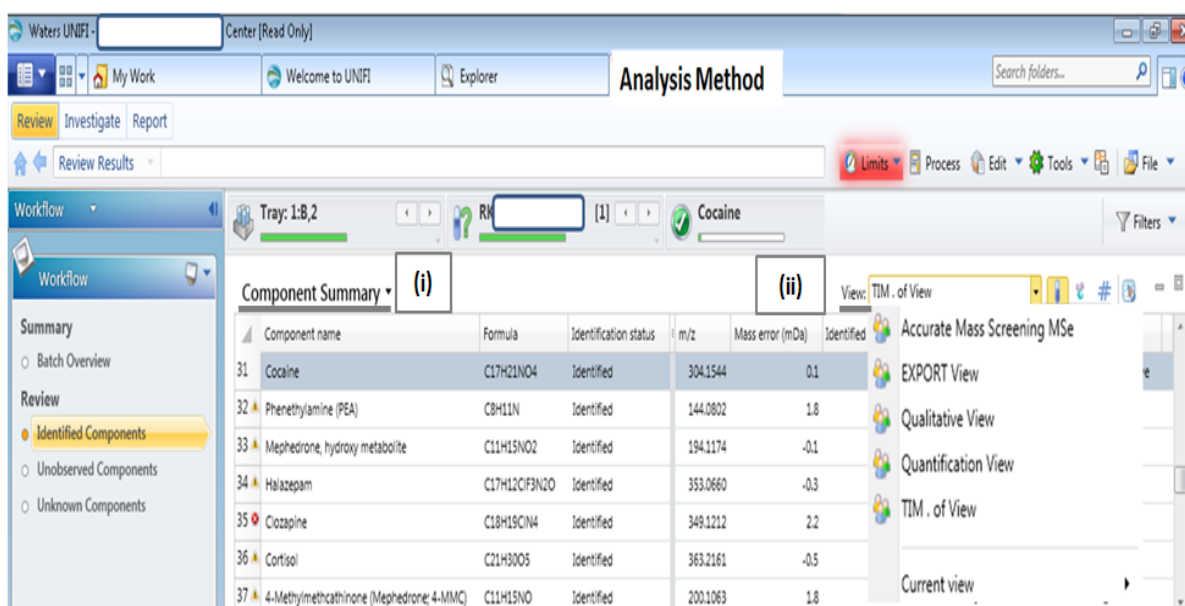 Waters UNIFI - Center [Read Only]
My Work Welcome to UNIFI Explorer Analysis Method Search folders...
Review Investigate Report
Review Results Limits Process Edit Tools File
Workflow Tray: 1:B,2 RK [1] Cocaine Filters
Workflow
Component Summary (i) (ii) View: TIM . of View
Summary
Batch Overview
Review
Identified Components
Unobserved Components
Unknown Components
Component name Formula Identification status m/z Mass error (mDa) Identified
31 Cocaine C17H21NO4 Identified 304.1544 0.1
32 Phenethylamine (PEA) C8H11N Identified 144.0802 1.8
33 Mephedrone, hydroxy metabolite C11H15NO2 Identified 194.1174 -0.1
34 Halazepam C17H12ClF3N2O Identified 353.0660 -0.3
35 Clozapine C18H19ClN4 Identified 349.1212 2.2
36 Cortisol C21H30O5 Identified 363.2161 -0.5
37 4-Methylmethcathinone (Mephedrone; 4-MMC) C11H15NO Identified 200.1063 1.8
Accurate Mass Screening MSe
EXPORT View
Qualitative View
Quantification View
TIM . of View
Current view